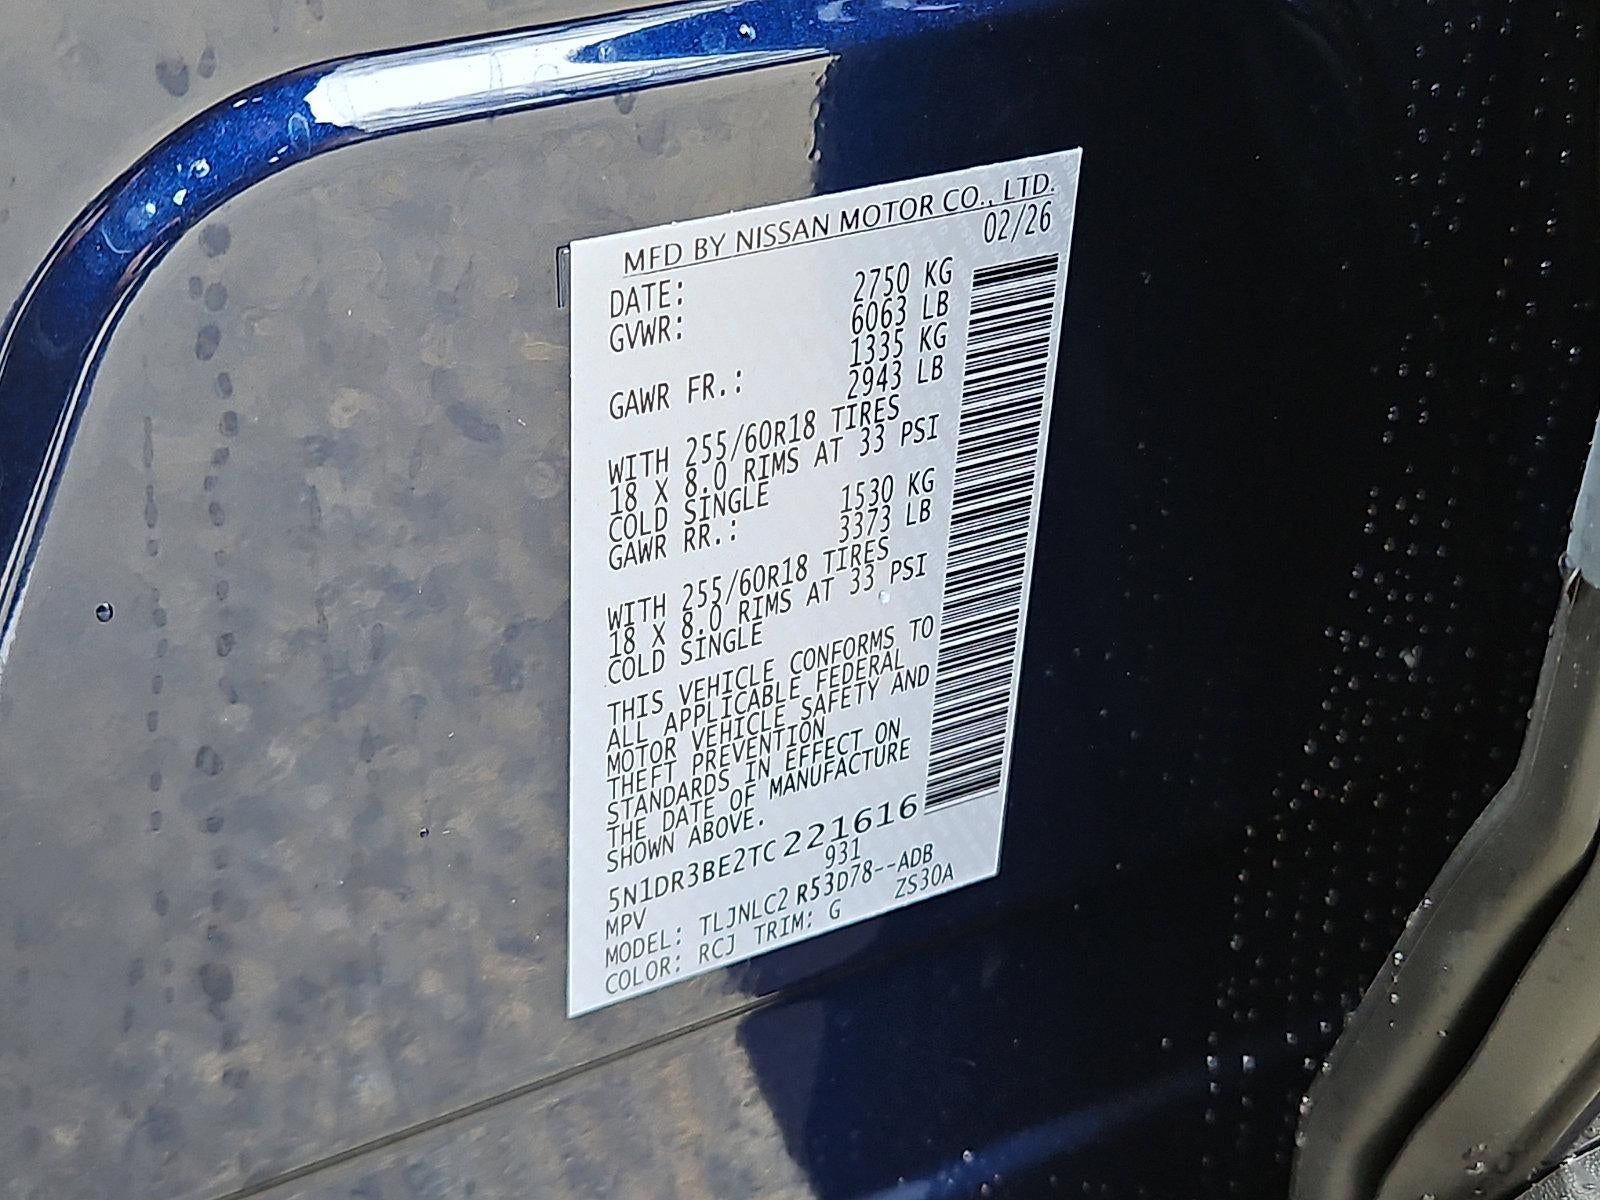 MFD BY NISSAN MOTOR CO., LTD.
DATE: 02/26
GVWR: 2750 KG
6063 LB
GAWR FR.: 1335 KG
2943 LB
WITH 255/60R18 TIRES
18 X 8.0 RIMS AT 33 PSI
COLD SINGLE
GAWR RR.: 1530 KG
3373 LB
WITH 255/60R18 TIRES
18 X 8.0 RIMS AT 33 PSI
COLD SINGLE
THIS VEHICLE CONFORMS TO
ALL APPLICABLE FEDERAL
MOTOR VEHICLE SAFETY AND
THEFT PREVENTION
STANDARDS IN EFFECT ON
THE DATE OF MANUFACTURE
SHOWN ABOVE.
5N1DR3BE2TC221616
MPV 931
MODEL: TLJNLC2 R53D78--ADB
COLOR: RCJ TRIM: G ZS30A